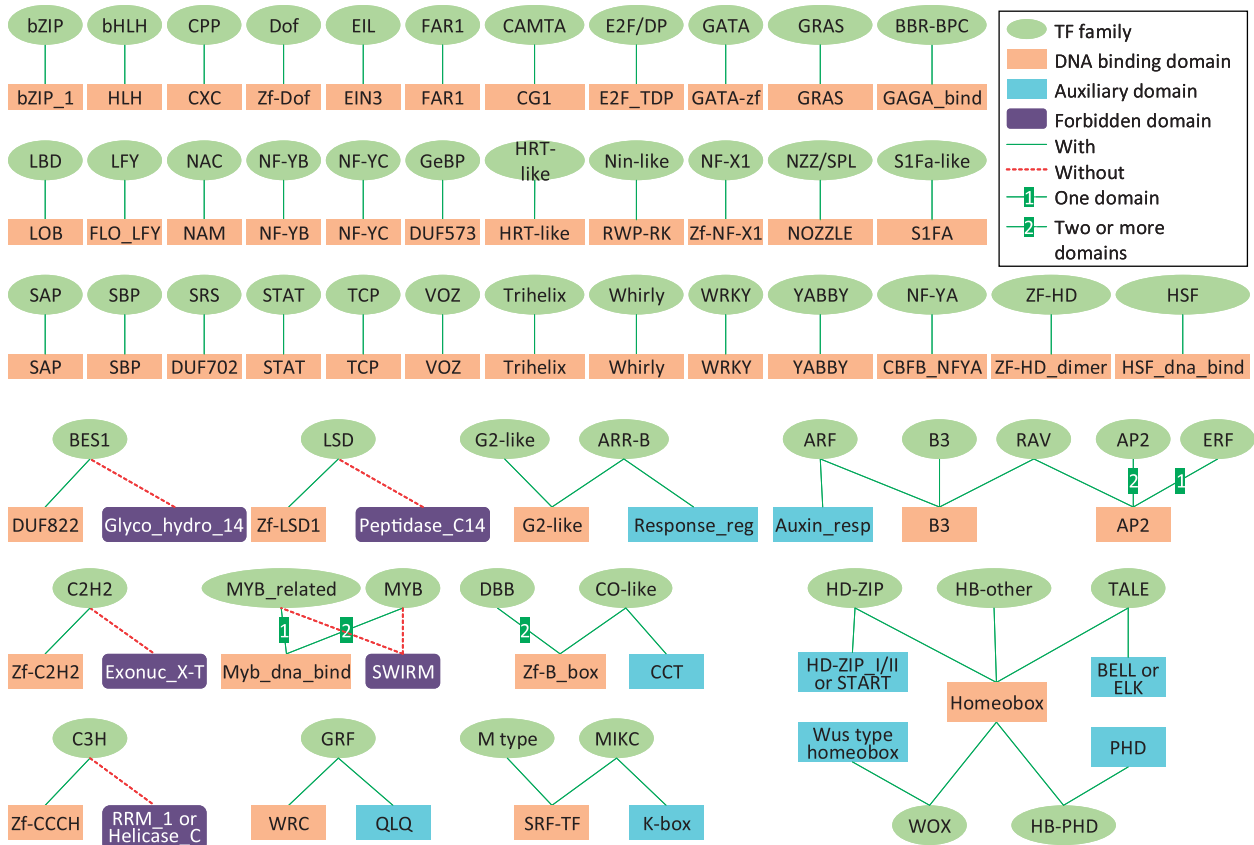 bZIP bHLH CPP Dof EIL FAR1 CAMTA E2F/DP GATA GRAS BBR-BPC
bZIP_1 HLH CXC Zf-Dof EIN3 FAR1 CG1 E2F_TDP GATA-zf GRAS GAGA_bind
TF family
DNA binding domain
Auxiliary domain
Forbidden domain
With
Without
1 One domain
2 Two or more
domains
LBD LFY NAC NF-YB NF-YC GeBP HRT-
like Nin-like NF-X1 NZZ/SPL S1Fa-like
LOB FLO_LFY NAM NF-YB NF-YC DUF573 HRT-like RWP-RK Zf-NF-X1 NOZZLE S1FA
SAP SBP SRS STAT TCP VOZ Trihelix Whirly WRKY YABBY NF-YA ZF-HD HSF
SAP SBP DUF702 STAT TCP VOZ Trihelix Whirly WRKY YABBY CBFB_NFYA ZF-HD_dimer HSF_dna_bind
BES1 LSD G2-like ARR-B ARF B3 RAV AP2 ERF
2 1
DUF822 Glyco_hydro_14 Zf-LSD1 Peptidase_C14 G2-like Response_reg Auxin_resp B3 AP2
C2H2 MYB_related MYB DBB CO-like HD-ZIP HB-other TALE
1 2 2
Zf-C2H2 Exonuc_X-T Myb_dna_bind SWIRM Zf-B_box CCT
HD-ZIP_I/II
or START
BELL or
ELK
Homeobox
C3H GRF M type MIKC
Wus type
homeobox
PHD
Zf-CCCH RRM_1 or
Helicase_C
WRC QLQ SRF-TF K-box WOX HB-PHD